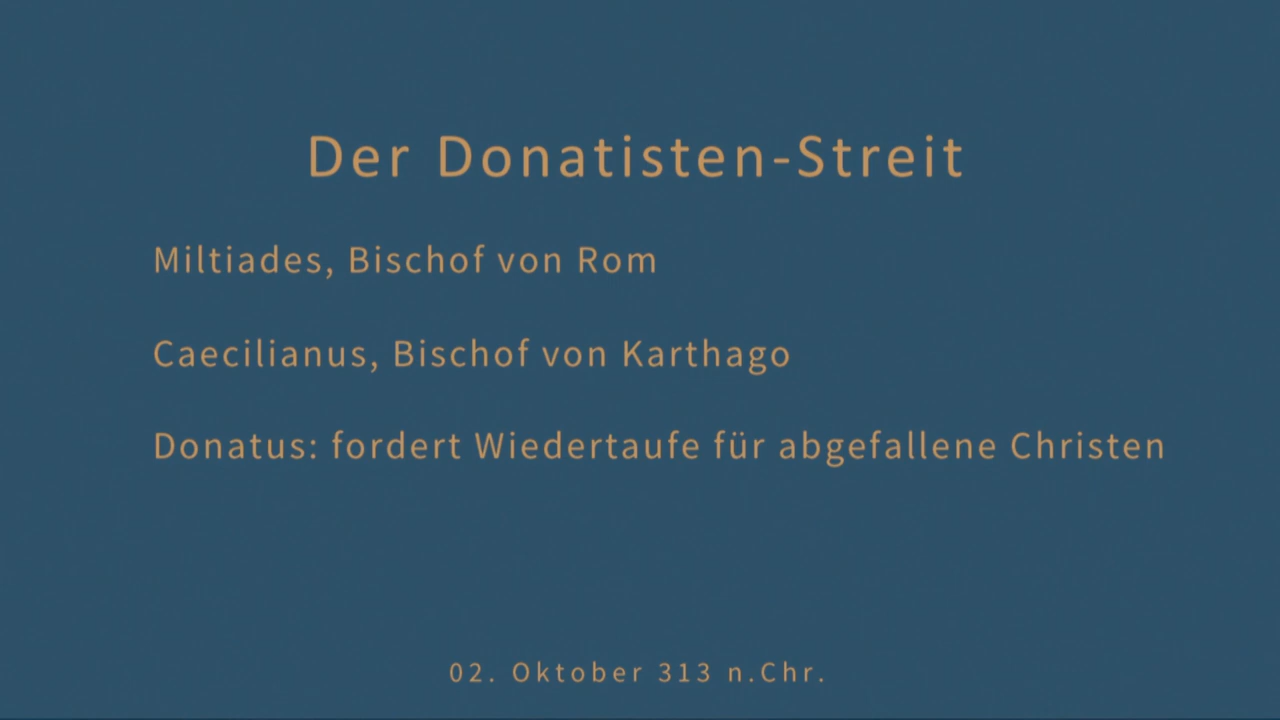 Der Donatisten-Streit
Miltiades, Bischof von Rom
Caecilianus, Bischof von Karthago
Donatus: fordert Wiedertaufe für abgefallene Christen
02. Oktober 313 n.Chr.